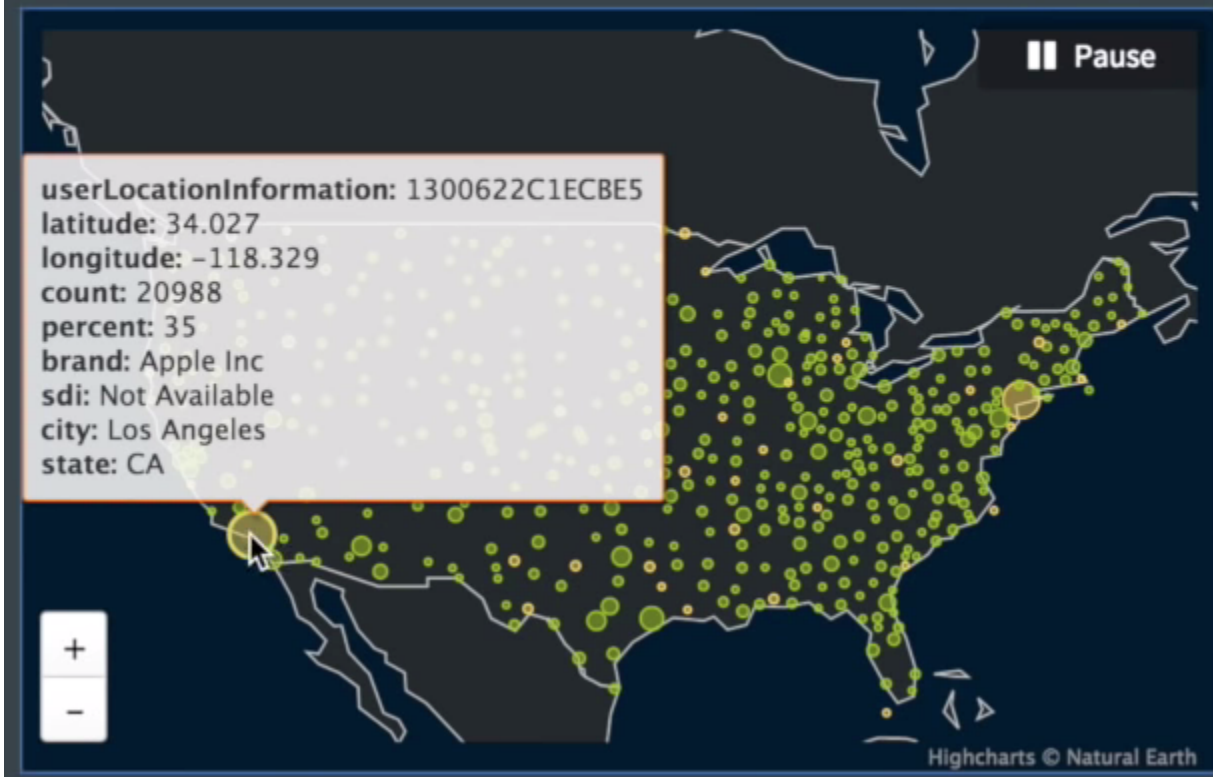 Pause
userLocationInformation: 1300622C1ECBE5
latitude: 34.027
longitude: -118.329
count: 20988
percent: 35
brand: Apple Inc
sdi: Not Available
city: Los Angeles
state: CA
+
-
Highcharts © Natural Earth